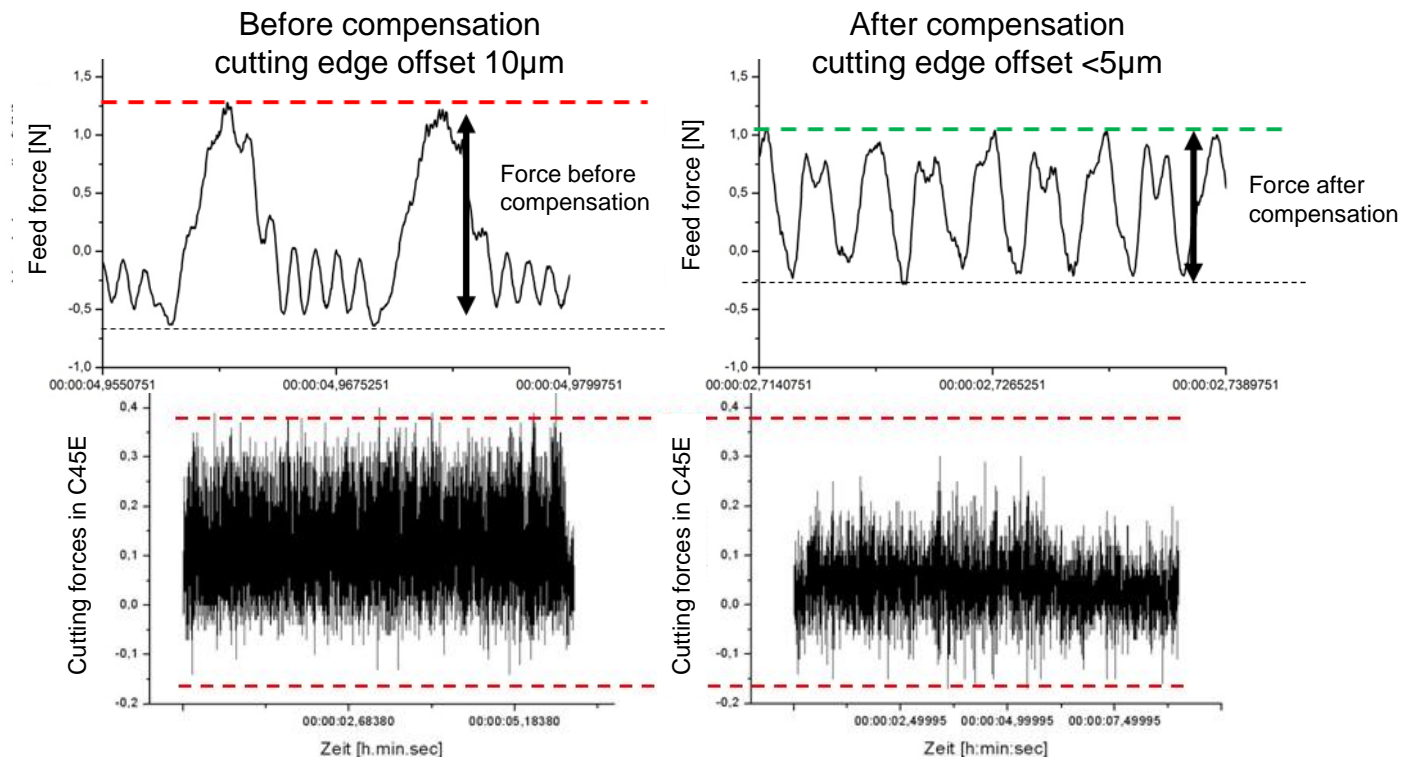 Before compensation
cutting edge offset 10µm
After compensation
cutting edge offset <5µm
Feed force [N]
1,5
1,0
0,5
0,0
-0,5
-1,0
Force before
compensation
00:00:04,9550751
00:00:04,9675251
00:00:04,9799751
Feed force [N]
1,5
1,0
0,5
0,0
-0,5
-1,0
Force after
compensation
00:00:02,7140751
00:00:02,7265251
00:00:02,7389751
Cutting forces in C45E
0,4
0,3
0,2
0,1
0,0
-0,1
-0,2
00:00:02,68380
00:00:05,18380
Zeit [h.min.sec]
Cutting forces in C45E
0,4
0,3
0,2
0,1
0,0
-0,1
-0,2
00:00:02,49995
00:00:04,99995
00:00:07,49995
Zeit [h:min:sec]